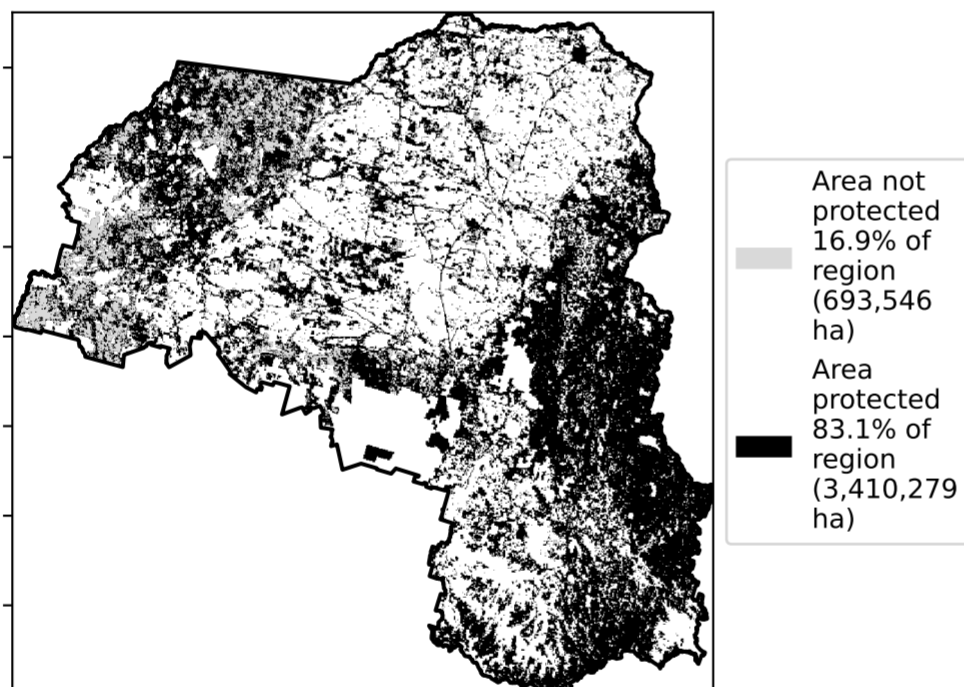 Area not
protected
16.9% of
region
(693,546
ha)
Area
protected
83.1% of
region
(3,410,279
ha)